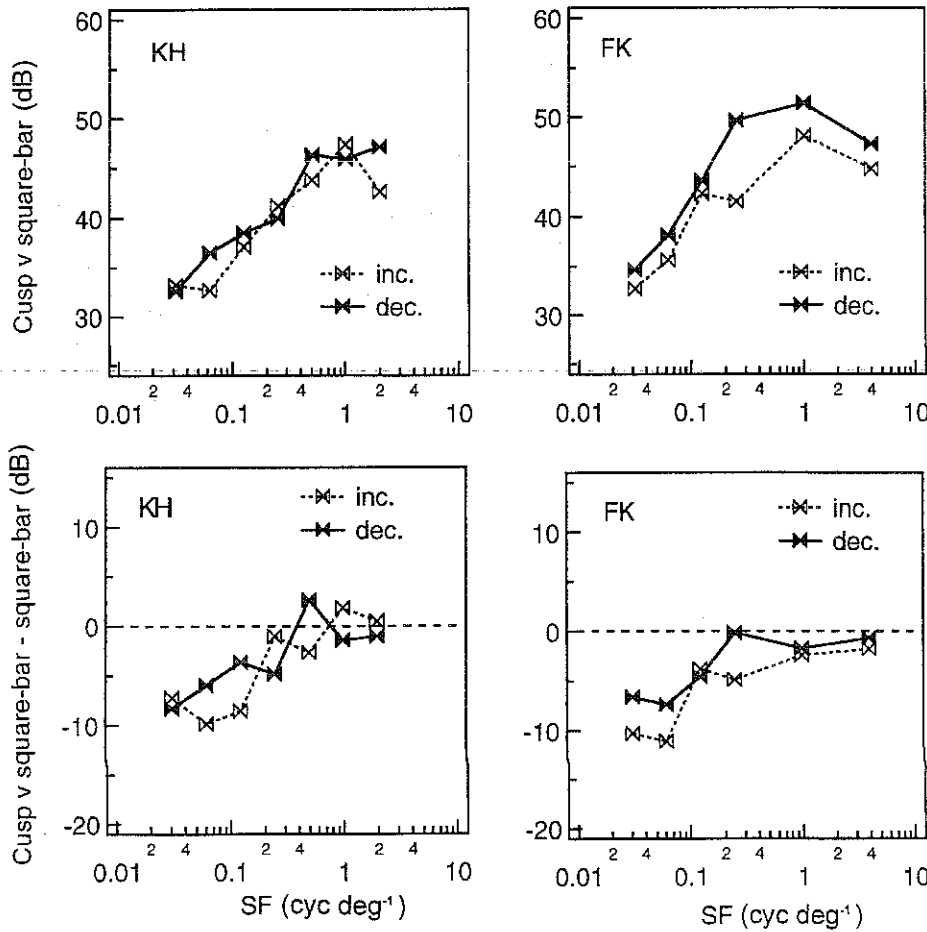 Cusp v square-bar (dB)
60
50
40
30
KH
inc.
dec.
2 4 2 4 2 4
0.01 0.1 1 10
60
50
40
30
FK
inc.
dec.
2 4 2 4 2 4
0.01 0.1 1 10
Cusp v square-bar - square-bar (dB)
10
0
-10
-20
KH
inc.
dec.
2 4 2 4 2 4
0.01 0.1 1 10
SF (cyc deg⁻¹)
10
0
-10
-20
FK
inc.
dec.
2 4 2 4 2 4
0.01 0.1 1 10
SF (cyc deg⁻¹)